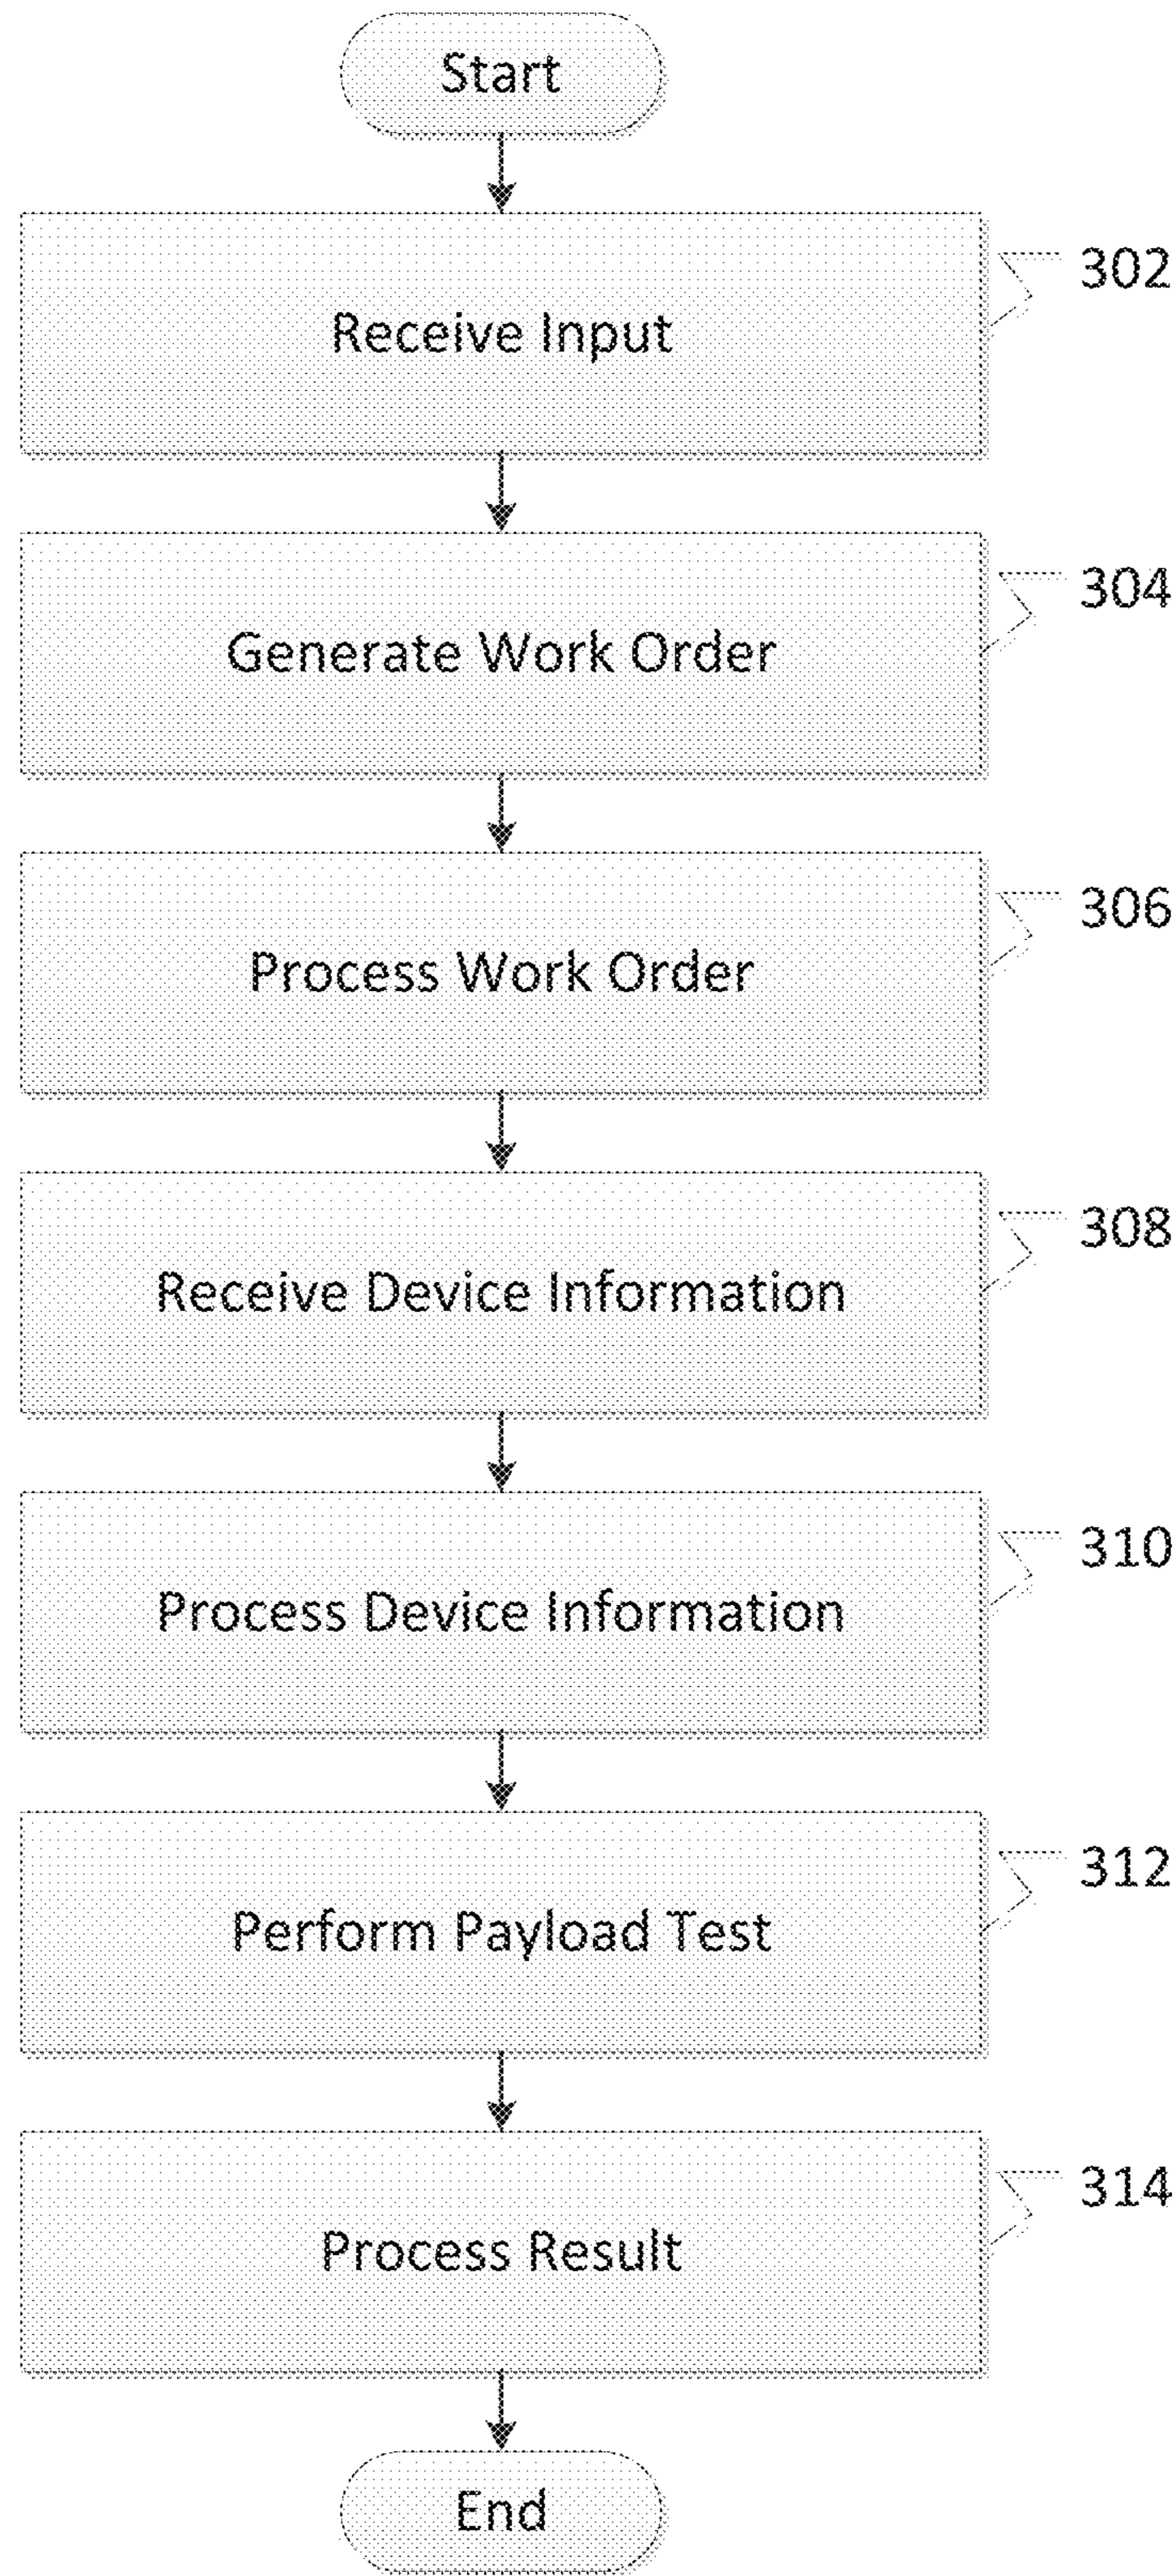 Start
Receive Input
302
Generate Work Order
304
Process Work Order
306
Receive Device Information
308
Process Device Information
310
Perform Payload Test
312
Process Result
314
End